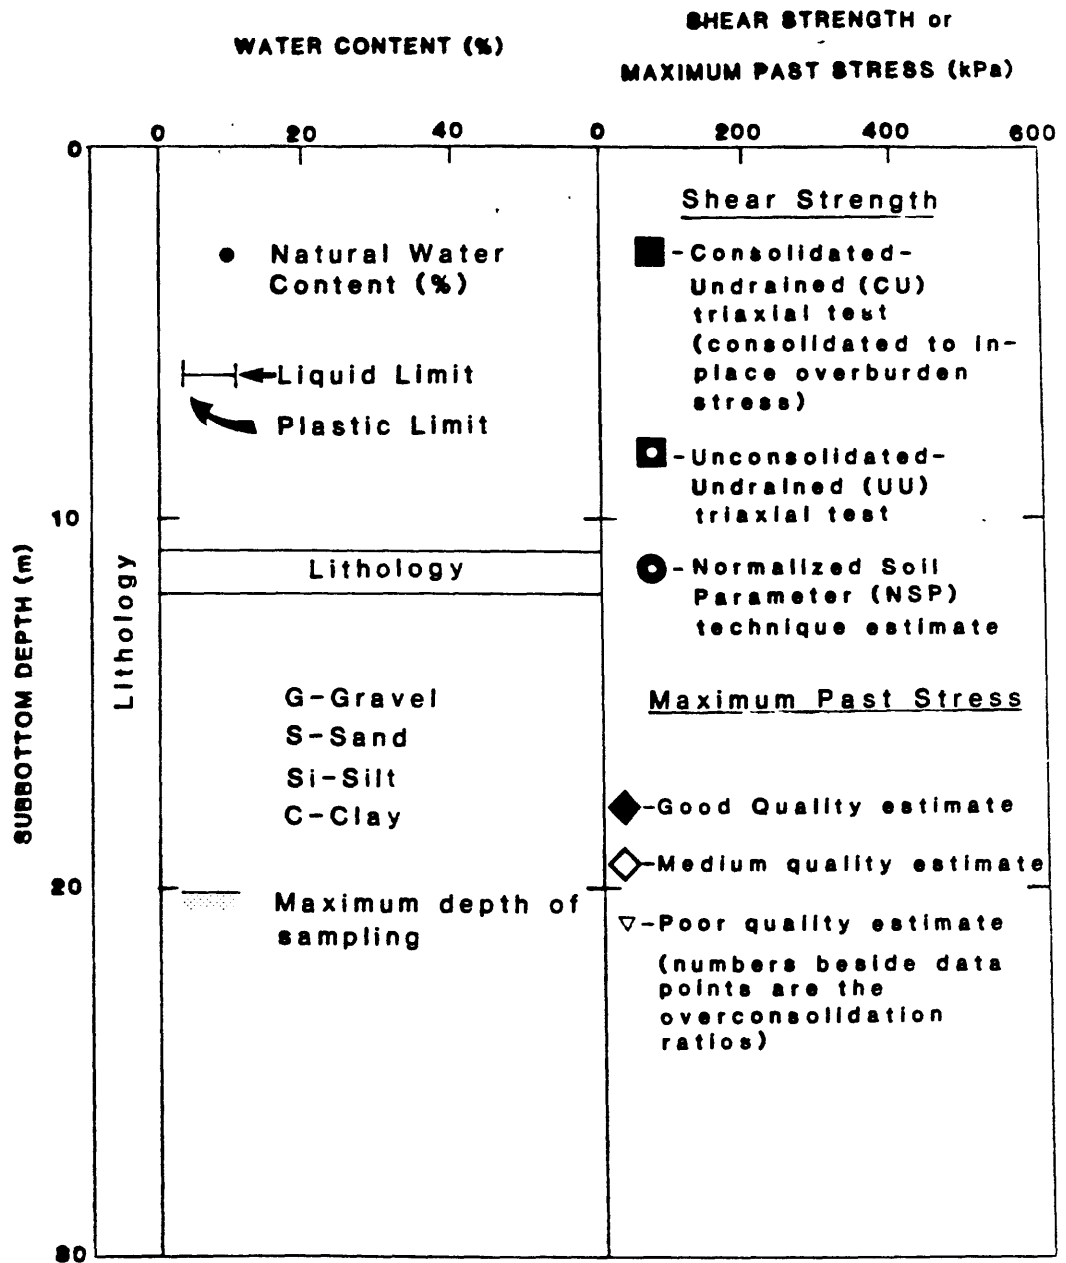 WATER CONTENT (%)
SHEAR STRENGTH or
MAXIMUM PAST STRESS (kPa)
0 20 40 0 200 400 600
0
10
20
30
SUBBOTTOM DEPTH (m)
Lithology
Natural Water
Content (%)
Liquid Limit
Plastic Limit
Lithology
G-Gravel
S-Sand
Si-Silt
C-Clay
Maximum depth of
sampling
Shear Strength
-Consolidated-
Undrained (CU)
triaxial test
(consolidated to in-
place overburden
stress)
-Unconsolidated-
Undrained (UU)
triaxial test
-Normalized Soil
Parameter (NSP)
technique estimate
Maximum Past Stress
-Good Quality estimate
-Medium quality estimate
-Poor quality estimate
(numbers beside data
points are the
overconsolidation
ratios)